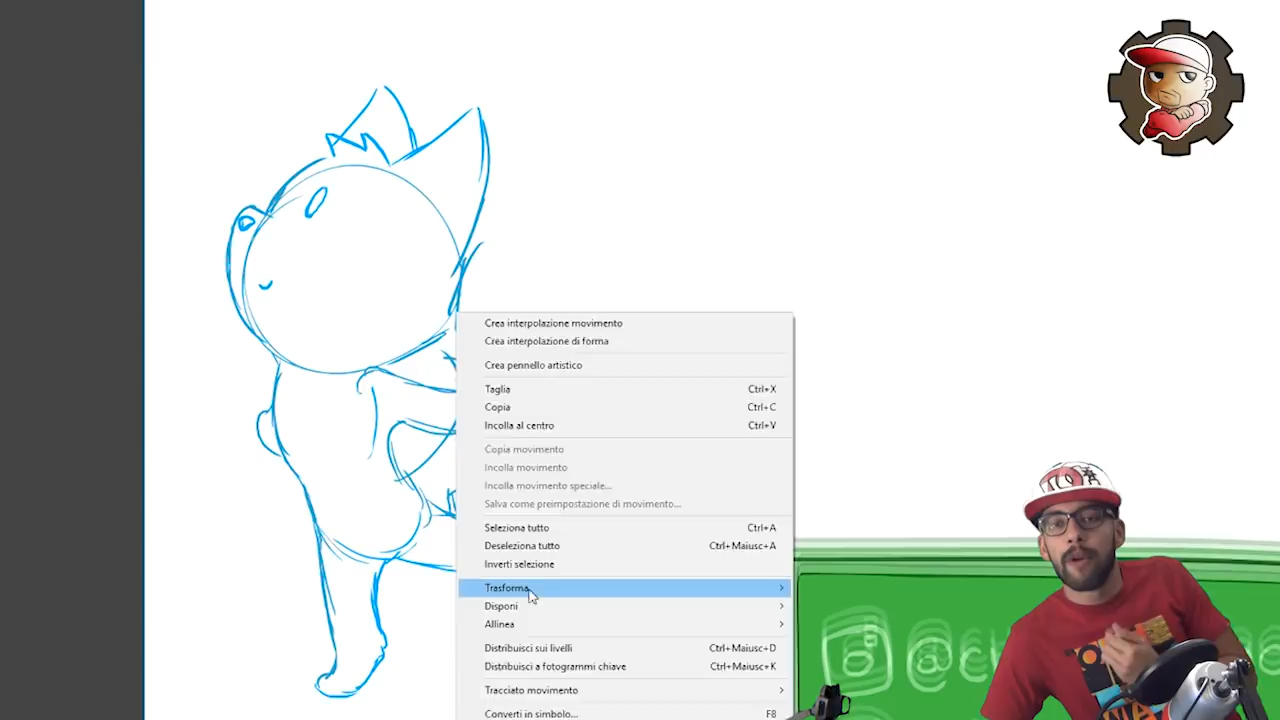 Crea interpolazione movimento
Crea interpolazione di forma
Crea pennello artistico
Taglia Ctrl+X
Copia Ctrl+C
Incolla al centro Ctrl+V
Copia movimento
Incolla movimento
Incolla movimento speciale...
Salva come preimpostazione di movimento...
Seleziona tutto Ctrl+A
Deseleziona tutto Ctrl+Maiusc+A
Inverti selezione
Trasforma
Disponi
Allinea
Distribuisci sui livelli Ctrl+Maiusc+D
Distribuisci a fotogrammi chiave Ctrl+Maiusc+K
Tracciato movimento
Converti in simbolo... F8